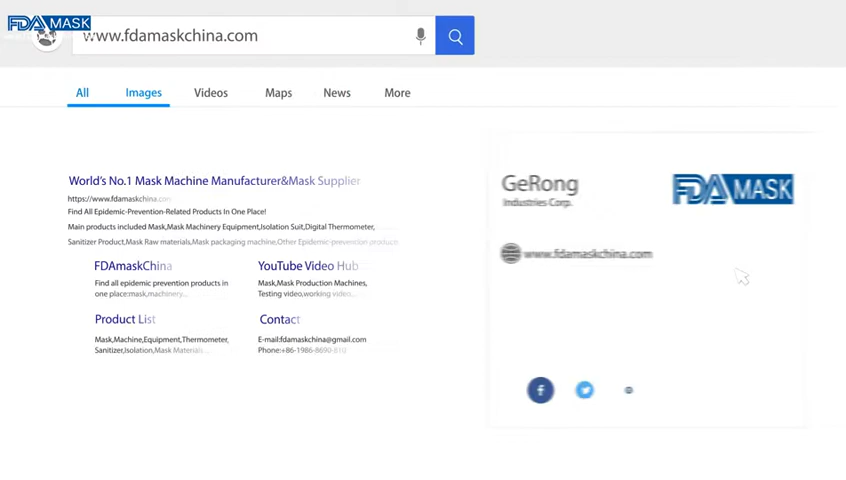 FDA MASK
www.fdamaskchina.com
All Images Videos Maps News More
World's No.1 Mask Machine Manufacturer&Mask Supplier
https://www.fdamaskchina.com
Find All Epidemic-Prevention-Related Products In One Place!
Main products included Mask,Mask Machinery Equipment,Isolation Suit,Digital Thermometer,
Sanitizer Product,Mask Raw materials,Mask packaging machine,Other Epidemic-prevention products
FDAmaskChina
Find all epidemic prevention products in
one place:mask,machinery...
YouTube Video Hub
Mask,Mask Production Machines,
Testing video,working video...
Product List
Mask,Machine,Equipment,Thermometer,
Sanitizer,Isolation,Mask Materials...
Contact
E-mail:fdamaskchina@gmail.com
Phone:+86-1986-8690-810
GeRong
Industries Corp.
FDA MASK
www.fdamaskchina.com